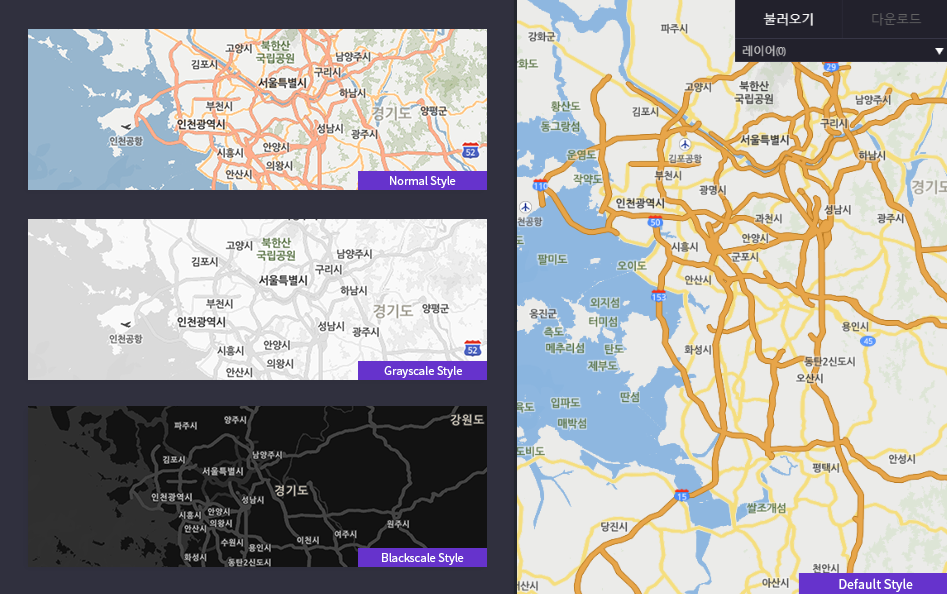 고양시
북한산
국립공원
남양주시
김포시
구리시
서울특별시
하남시
부천시
경기도
양평군
인천광역시
성남시
광주시
인천공항
시흥시
안양시
의왕시
안산시
52
Normal Style
고양시
북한산
국립공원
남양주시
김포시
구리시
서울특별시
하남시
부천시
경기도
양평군
인천광역시
성남시
광주시
인천공항
시흥시
안양시
의왕시
안산시
52
Grayscale Style
파주시
양주시
강원도
김포시
남양주시
서울특별시
인천광역시
성남시
경기도
시흥시
안양시
의왕시
안산시
수원시
용인시
이천시
여주시
원주시
화성시
동탄2신도시
Blackscale Style
불러오기
다운로드
레이어(0)
강화군
파주시
화도
29
고양시
북한산
국립공원
남양주시
황산도
김포시
동그랑섬
서울특별시
구리시
운염도
김포공항
하남시
작약도
부천시
110
광명시
경기도
인천광역시
성남시
천공항
50
과천시
광주시
도
시흥시
안양시
팔미도
오이도
군포시
안산시
153
외지섬
옹진군
터미섬
측도
용인시
메추리섬
탄도
화성시
45
제부도
동탄2신도시
오산시
딴섬
육도
입파도
매박섬
도비도
평택시
안성시
15
쌀조개섬
당진시
천안시
서산시
아산시
Default Style